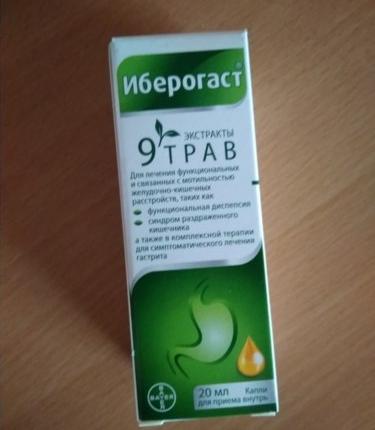 Иберогаст®
ЭКСТРАКТЫ
9 ТРАВ
Для лечения функциональных
и связанных с мотильностью
желудочно-кишечных
расстройств, таких как
функциональная диспепсия
синдром раздраженного
кишечника
а также в комплексной терапии
для симптоматического лечения
гастрита
BAYER
20 мл
Капли
для приема внутрь